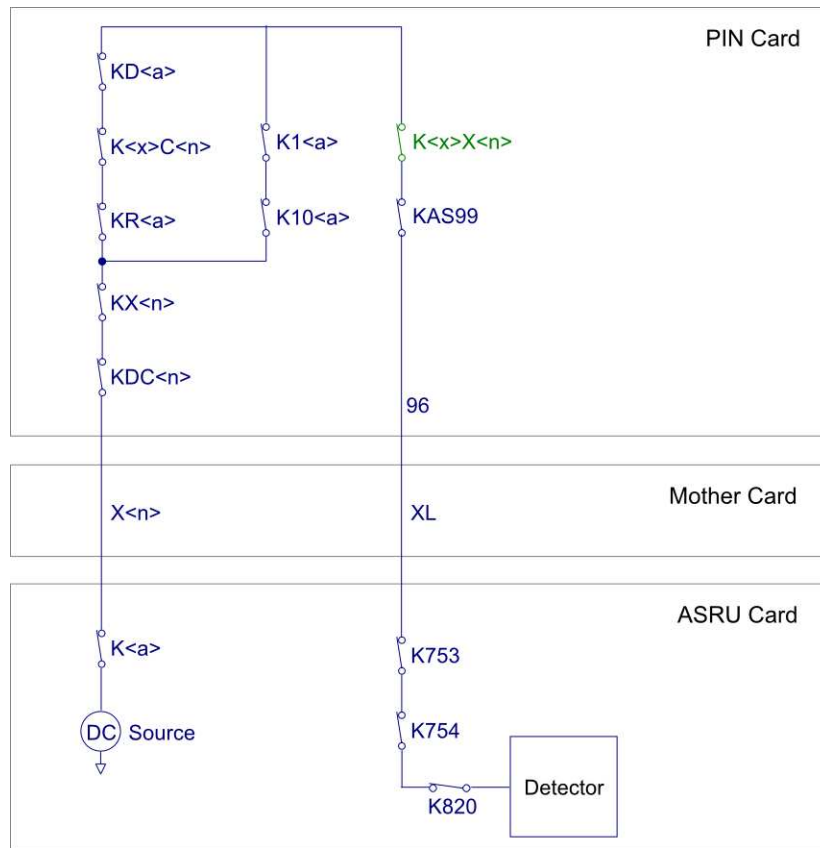 PIN Card
KD<a>
K<x>C<n>
K1<a>
K<x>X<n>
KR<a>
K10<a>
KAS99
KX<n>
KDC<n>
96
Mother Card
X<n>
XL
ASRU Card
K<a>
K753
DC Source
K754
Detector
K820